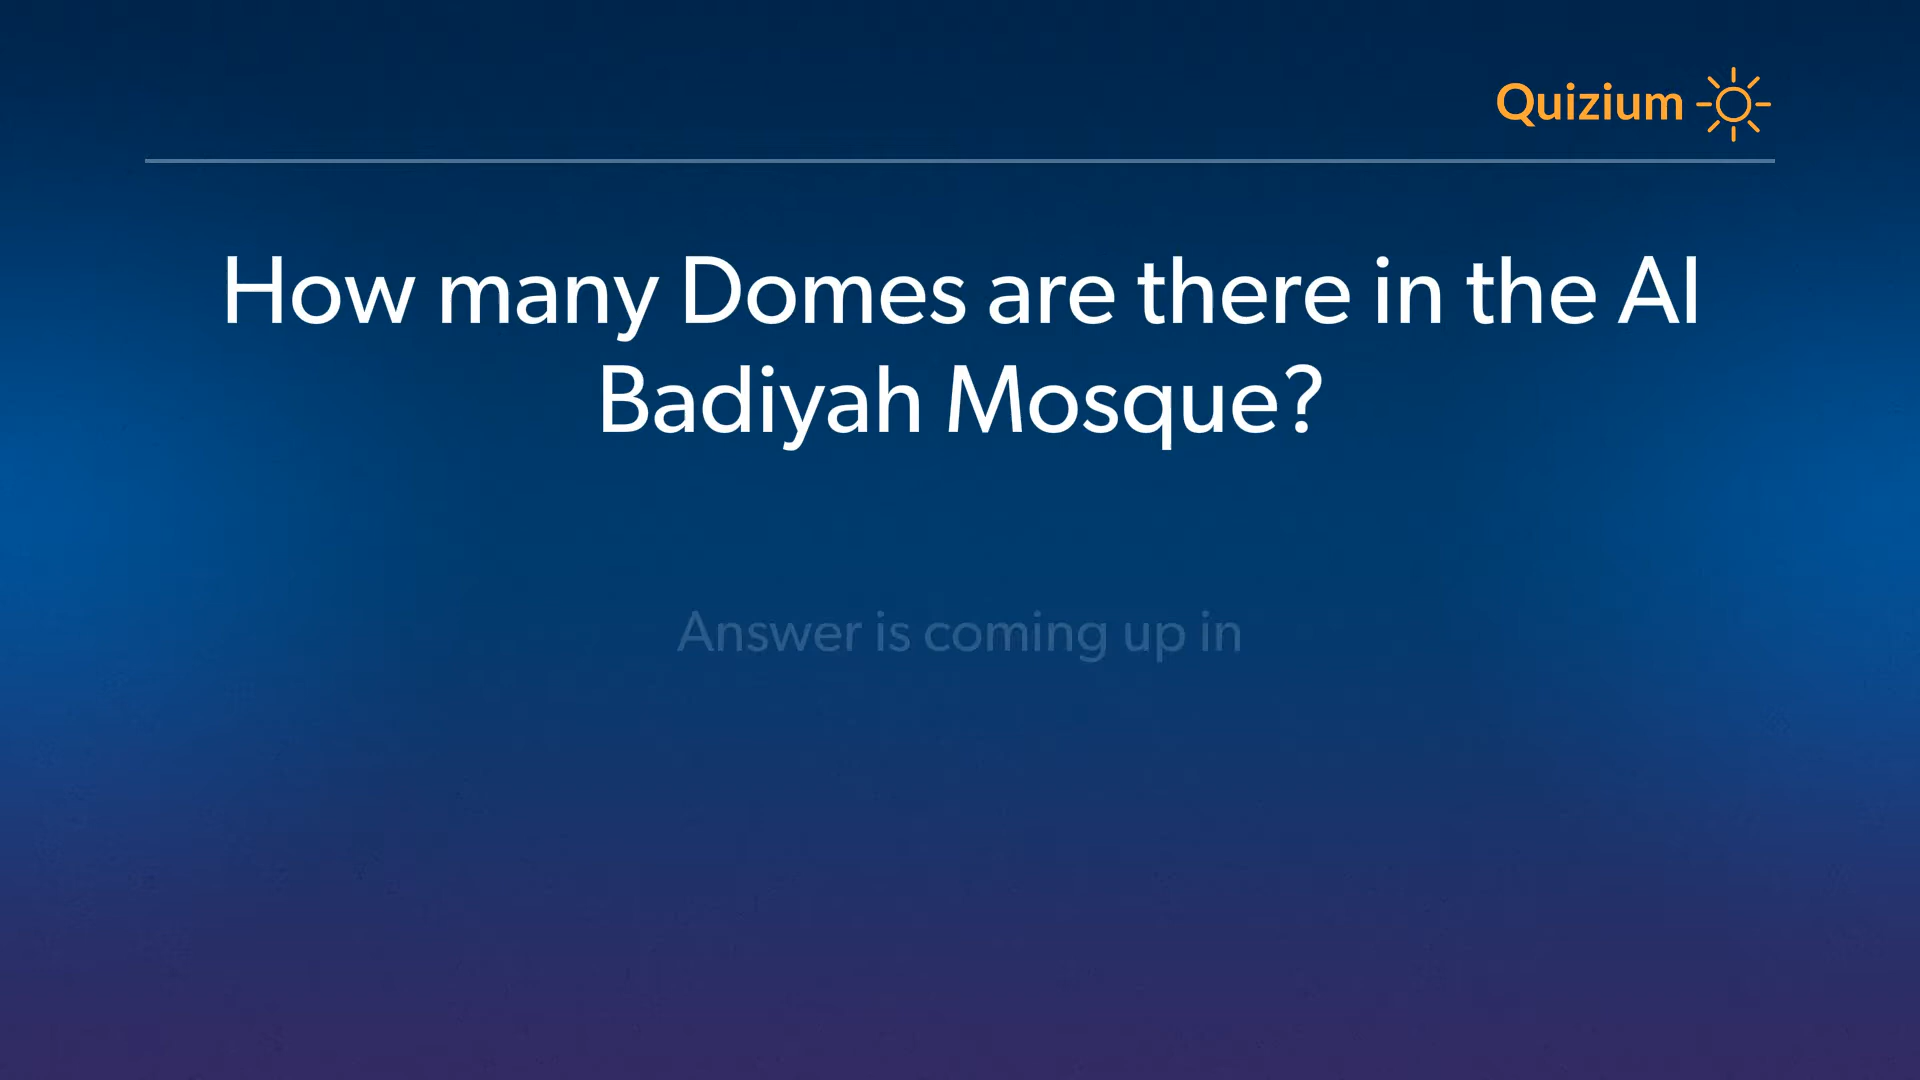 Quizium
How many Domes are there in the Al
Badiyah Mosque?
Answer is coming up in